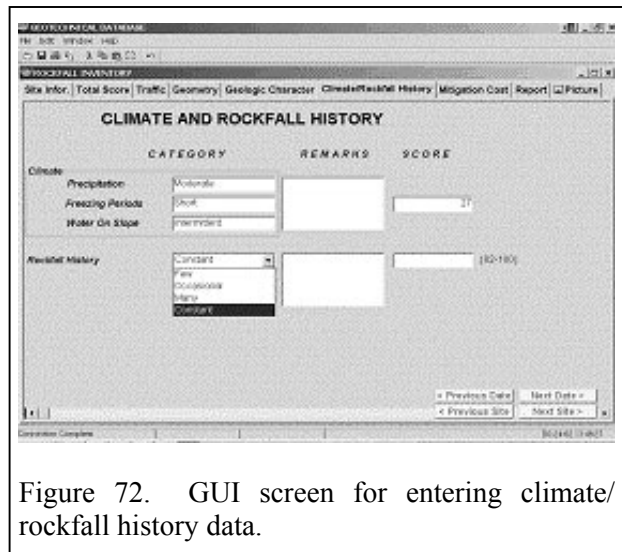 GEOTECHNICAL DATABASE
File Edit Window Help
ROCKFALL INVENTORY
Site Infor. Total Score Traffic Geometry Geologic Character Climate/Rockfall History Mitigation Cost Report Picture
CLIMATE AND ROCKFALL HISTORY
CATEGORY REMARKS SCORE
Climate
Precipitation Moderate
Freezing Periods Short 27
Water On Slope Intermittent
Rockfall History Constant (82-100)
Few
Occasional
Many
Constant
< Previous Date Next Date >
< Previous Site Next Site >
Connection Complete
Figure 72. GUI screen for entering climate/
rockfall history data.